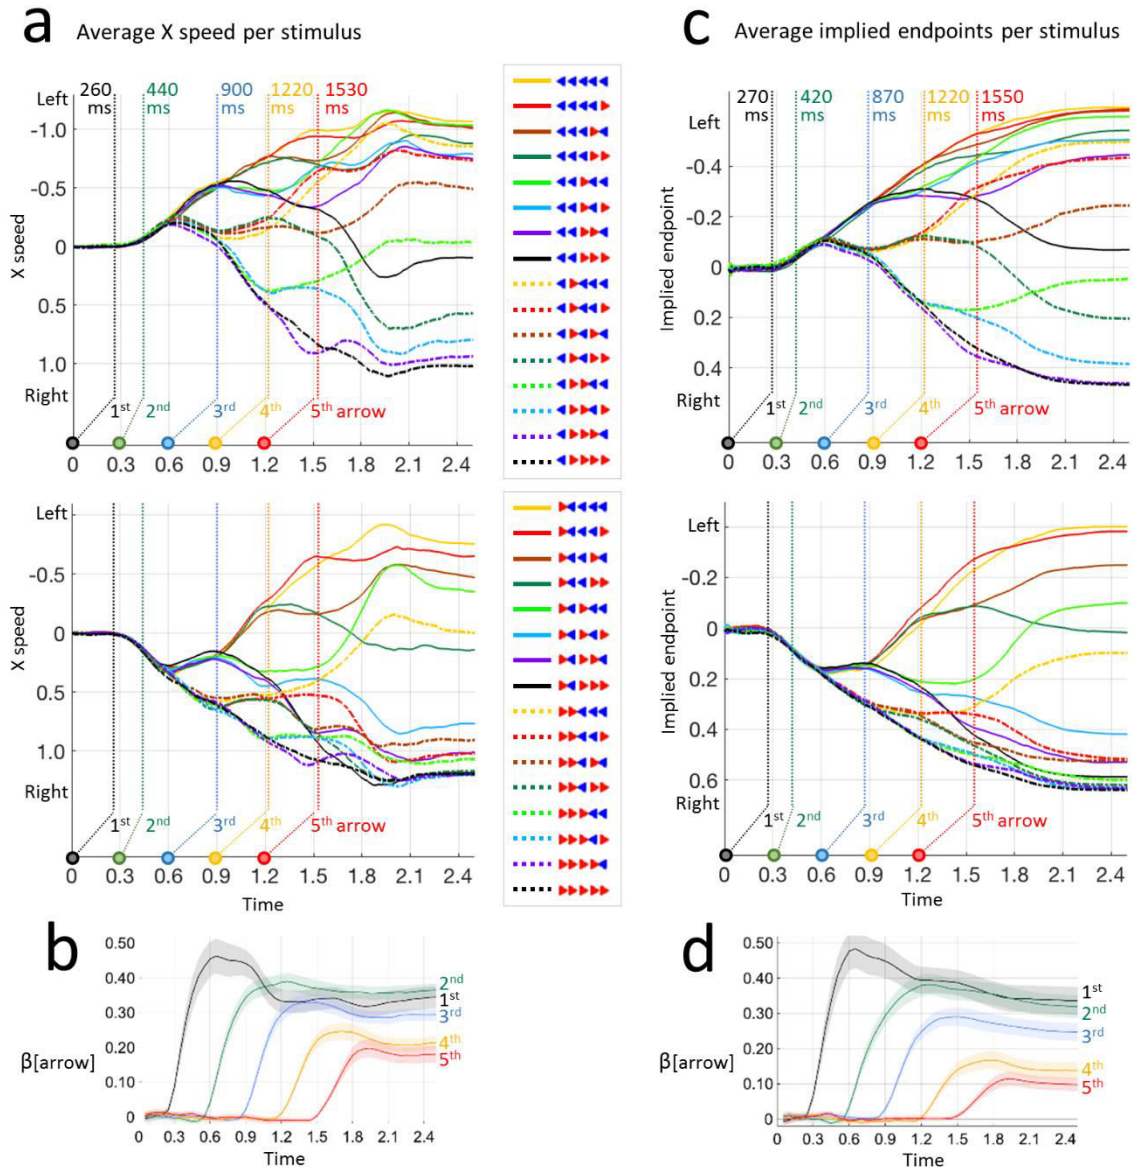 a Average X speed per stimulus
c Average implied endpoints per stimulus
260 ms
440 ms
900 ms
1220 ms
1530 ms
Left
-1.0
-0.5
0
0.5
1.0
Right
X speed
1st
2nd
3rd
4th
5th arrow
0 0.3 0.6 0.9 1.2 1.5 1.8 2.1 2.4
270 ms
420 ms
870 ms
1220 ms
1550 ms
Left
-0.4
-0.2
0
0.2
0.4
Right
Implied endpoint
1st
2nd
3rd
4th
5th arrow
0 0.3 0.6 0.9 1.2 1.5 1.8 2.1 2.4
Left
-0.5
0
0.5
1.0
Right
X speed
1st
2nd
3rd
4th
5th arrow
0 0.3 0.6 0.9 1.2 1.5 1.8 2.1 2.4
Time
Left
-0.2
0
0.2
0.4
0.6
Right
Implied endpoint
1st
2nd
3rd
4th
5th arrow
0 0.3 0.6 0.9 1.2 1.5 1.8 2.1 2.4
Time
b
0.50
0.40
0.30
0.20
0.10
0
β[arrow]
2nd
1st
3rd
4th
5th
0 0.3 0.6 0.9 1.2 1.5 1.8 2.1 2.4
Time
d
0.50
0.40
0.30
0.20
0.10
0
β[arrow]
1st
2nd
3rd
4th
5th
0 0.3 0.6 0.9 1.2 1.5 1.8 2.1 2.4
Time